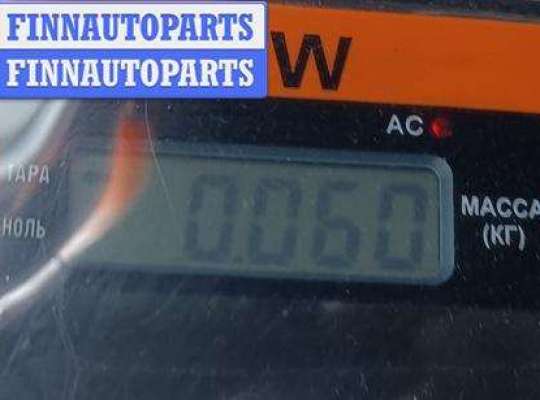 FINNAUTOPARTS
FINNAUTOPARTS
W
AC
ТАРА
0.060
МАССА
НОЛЬ
(КГ)